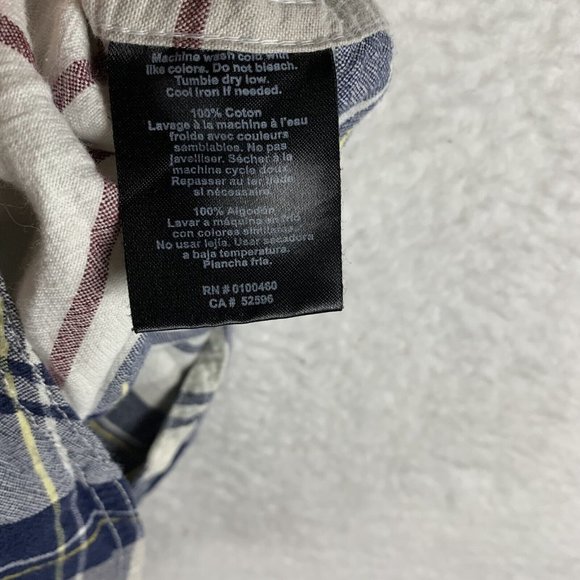 Machine wash cold with
like colors. Do not bleach.
Tumble dry low.
Cool iron if needed.
100% Coton
Lavage à la machine à l'eau
froide avec couleurs
semblables. No pas
javelliser. Sécher à la
machine cycle doux.
Repasser au fer tiède
si nécessaire.
100% Algodón
Lavar a máquina en frío
con colores similares.
No usar lejía. Usar secadora
a baja temperatura.
Plancha fría.
RN # 0100460
CA # 52596